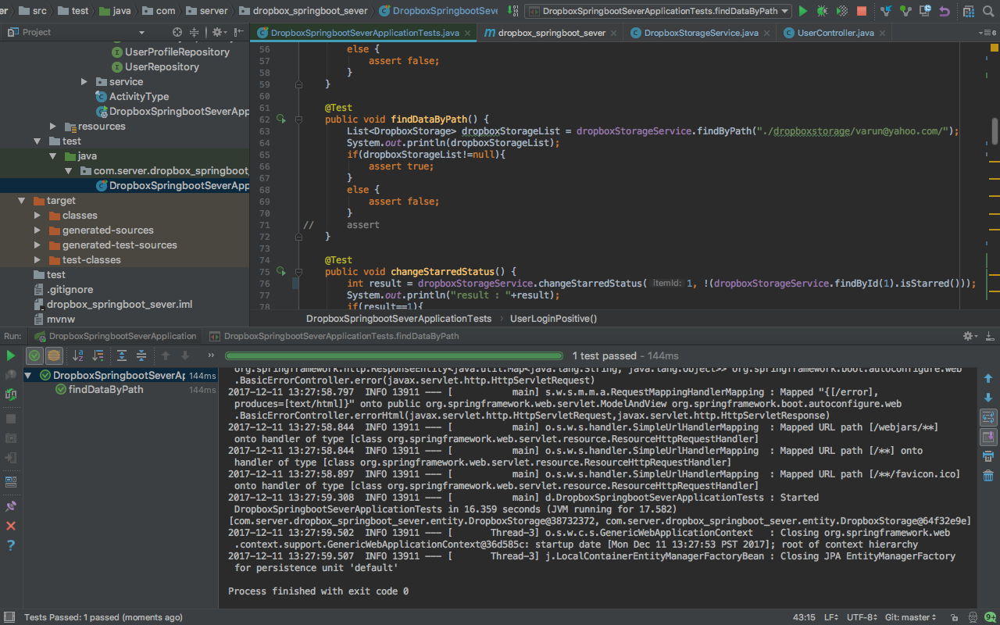 er src test java com server dropbox_springboot_sever DropboxSpringbootSeve DropboxSpringbootSeverApplicationTests.findDataByPath
Project DropboxSpringbootSeverApplicationTests.java dropbox_springboot_sever DropboxStorageService.java UserController.java 6
UserProfileRepository
UserRepository
service
ActivityType
DropboxSpringbootSeverApp
resources
test
java
com.server.dropbox_springboot_
DropboxSpringbootSeverApp
target
classes
generated-sources
generated-test-sources
test-classes
test
.gitignore
dropbox_springboot_sever.iml
mvnw
56 else {
57 assert false;
58 }
59 }
60
61 @Test
62 public void findDataByPath() {
63 List<DropboxStorage> dropboxStorageList = dropboxStorageService.findByPath("./dropboxstorage/varun@yahoo.com/");
64 System.out.println(dropboxStorageList);
65 if(dropboxStorageList!=null){
66 assert true;
67 }
68 else {
69 assert false;
70 }
71 // assert
72 }
73
74 @Test
75 public void changeStarredStatus() {
76 int result = dropboxStorageService.changeStarredStatus( itemId: 1, !(dropboxStorageService.findById(1).isStarred()));
77 System.out.println("result : "+result);
78 if(result==1){
DropboxSpringbootSeverApplicationTests › UserLoginPositive()
Run: DropboxSpringbootSeverApplication DropboxSpringbootSeverApplicationTests.findDataByPath
1 test passed – 144ms
DropboxSpringbootSeverAp 144ms
findDataByPath 144ms
org.springframework.http.ResponseEntity<java.util.Map<java.lang.String, java.lang.Object>> org.springframework.boot.autoconfigure.web
.BasicErrorController.error(javax.servlet.http.HttpServletRequest)
2017-12-11 13:27:58.797 INFO 13911 --- [ main] s.w.s.m.m.a.RequestMappingHandlerMapping : Mapped "{[/error],
produces=[text/html]}" onto public org.springframework.web.servlet.ModelAndView org.springframework.boot.autoconfigure.web
.BasicErrorController.errorHtml(javax.servlet.http.HttpServletRequest,javax.servlet.http.HttpServletResponse)
2017-12-11 13:27:58.844 INFO 13911 --- [ main] o.s.w.s.handler.SimpleUrlHandlerMapping : Mapped URL path [/webjars/**]
onto handler of type [class org.springframework.web.servlet.resource.ResourceHttpRequestHandler]
2017-12-11 13:27:58.844 INFO 13911 --- [ main] o.s.w.s.handler.SimpleUrlHandlerMapping : Mapped URL path [/**] onto
handler of type [class org.springframework.web.servlet.resource.ResourceHttpRequestHandler]
2017-12-11 13:27:58.897 INFO 13911 --- [ main] o.s.w.s.handler.SimpleUrlHandlerMapping : Mapped URL path [/**/favicon.ico]
onto handler of type [class org.springframework.web.servlet.resource.ResourceHttpRequestHandler]
2017-12-11 13:27:59.308 INFO 13911 --- [ main] d.DropboxSpringbootSeverApplicationTests : Started
DropboxSpringbootSeverApplicationTests in 16.359 seconds (JVM running for 17.582)
[com.server.dropbox_springboot_sever.entity.DropboxStorage@38732372, com.server.dropbox_springboot_sever.entity.DropboxStorage@64f32e9e]
2017-12-11 13:27:59.502 INFO 13911 --- [ Thread-3] o.s.w.c.s.GenericWebApplicationContext : Closing org.springframework.web
.context.support.GenericWebApplicationContext@36d585c: startup date [Mon Dec 11 13:27:53 PST 2017]; root of context hierarchy
2017-12-11 13:27:59.507 INFO 13911 --- [ Thread-3] j.LocalContainerEntityManagerFactoryBean : Closing JPA EntityManagerFactory
for persistence unit 'default'
Process finished with exit code 0
Tests Passed: 1 passed (moments ago) 43:15 LF UTF-8 Git: master 9+